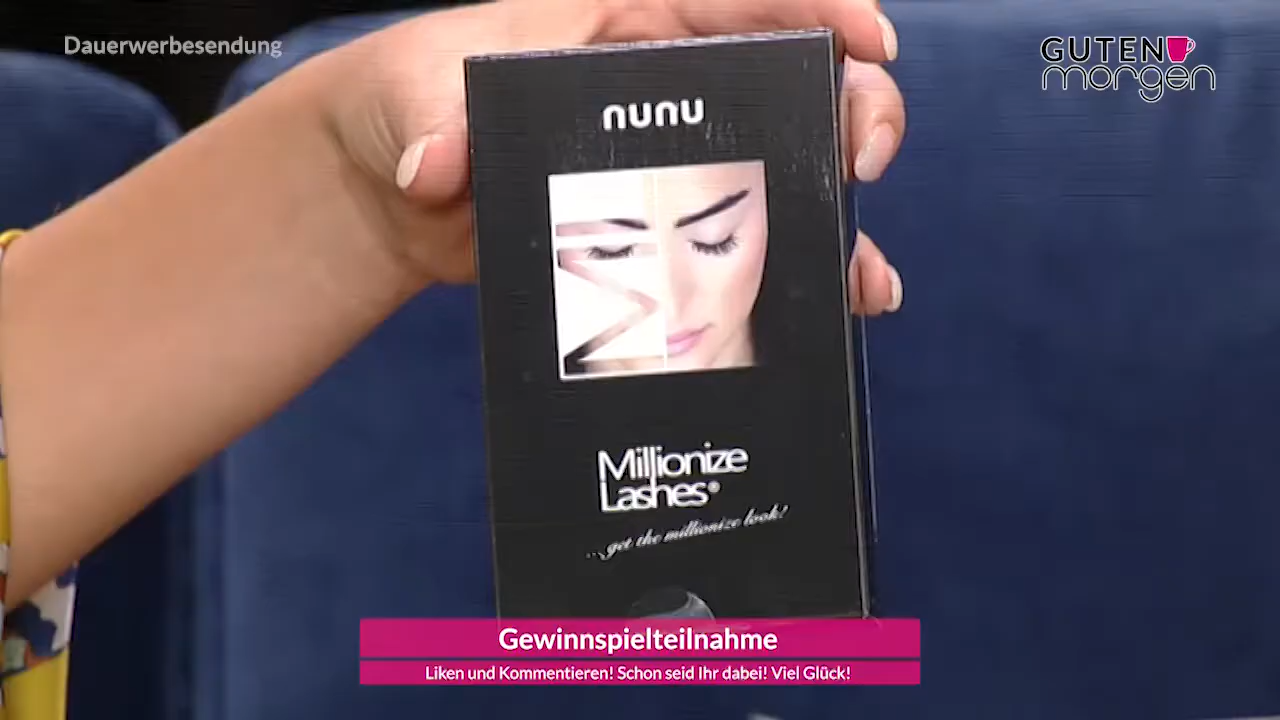 Dauerwerbesendung
GUTEN
morgen
nunu
Millionize
Lashes®
...get the millionize look!
Gewinnspielteilnahme
Liken und Kommentieren! Schon seid Ihr dabei! Viel Glück!